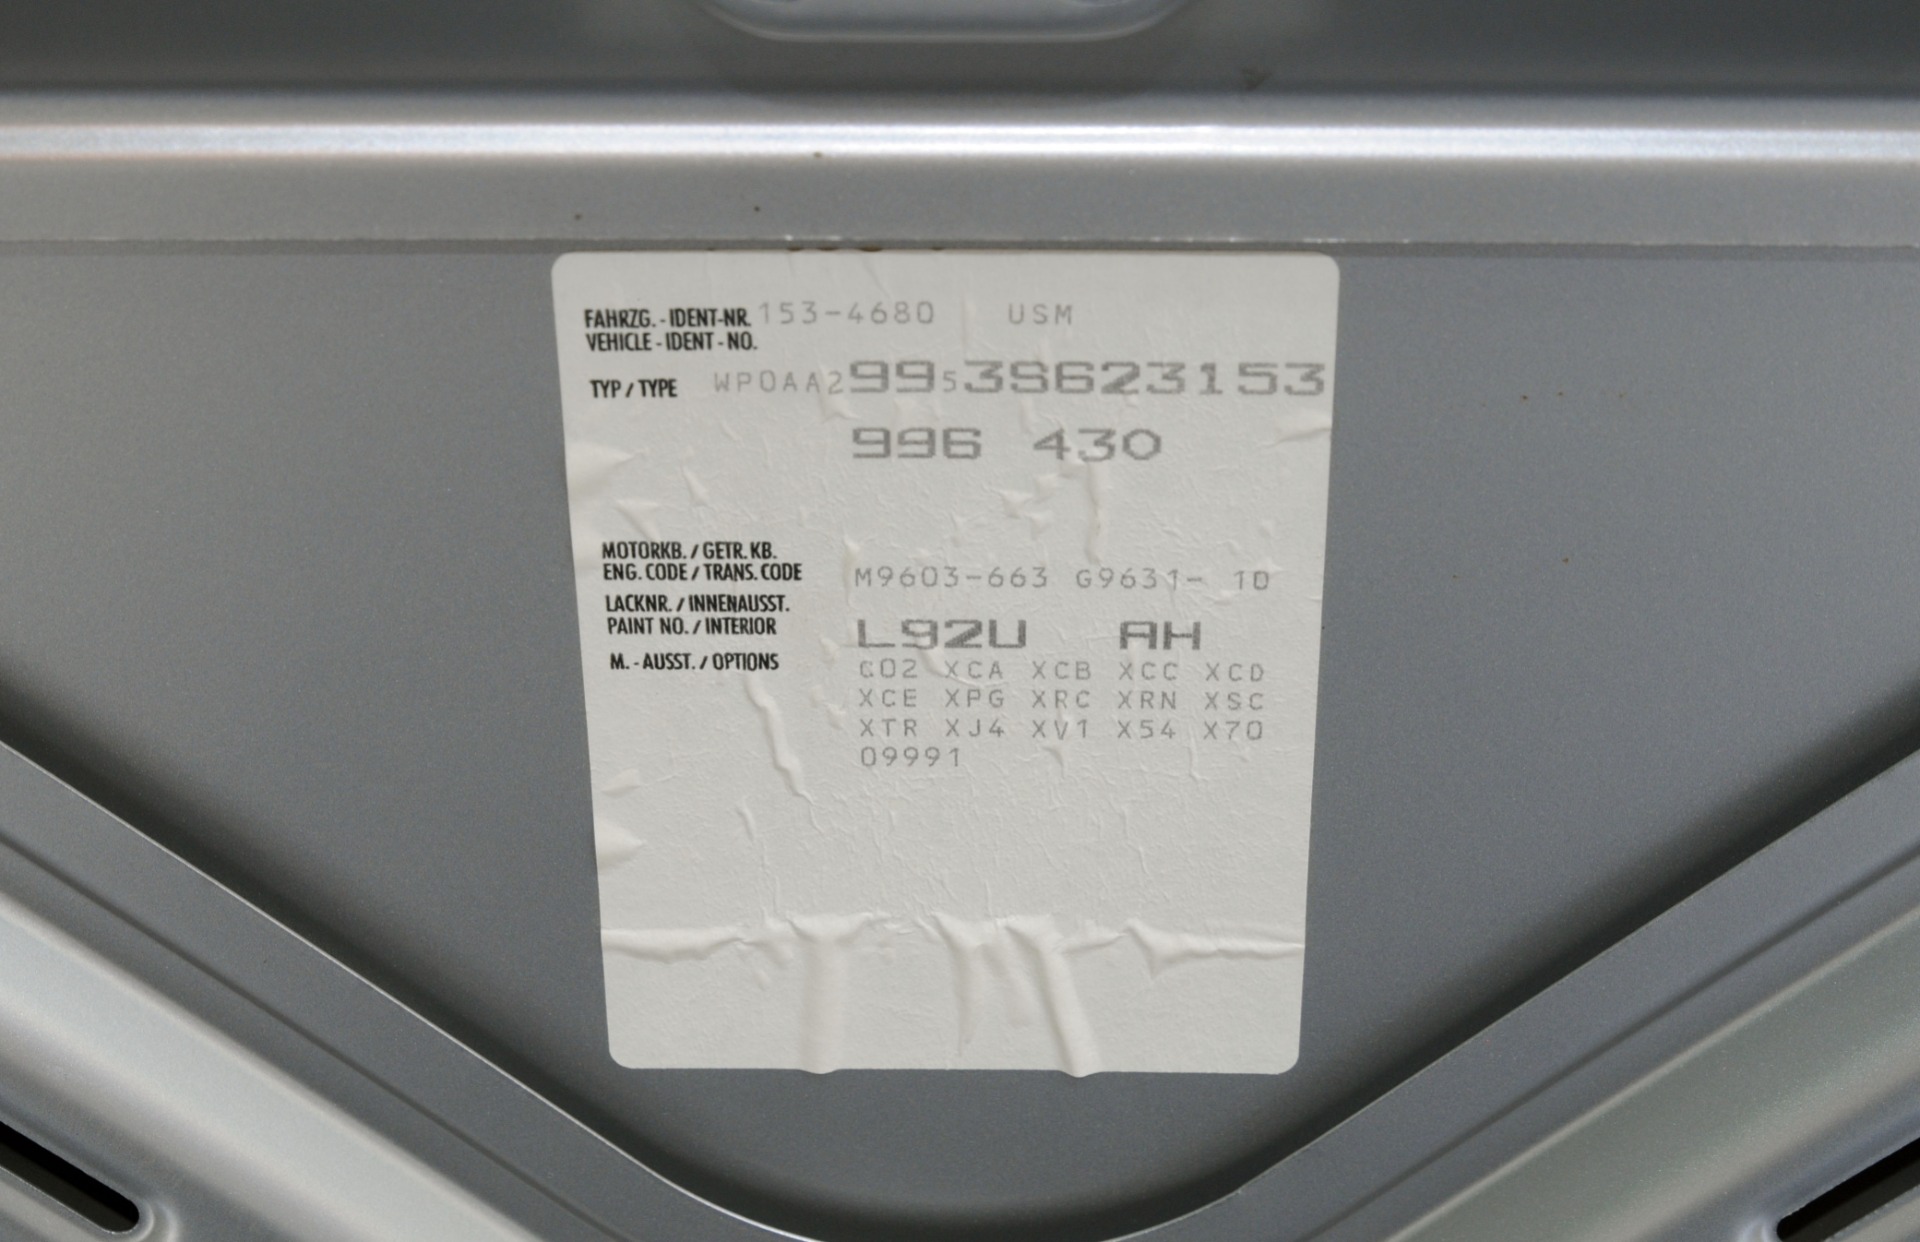 FAHRZG. - IDENT-NR. 153-4680 USM
VEHICLE - IDENT - NO.
TYP / TYPE WP0AA29953S623153
996 430
MOTORKB. / GETR. KB.
ENG. CODE / TRANS. CODE M9603-663 G9631- 10
LACKNR. / INNENAUSST.
PAINT NO. / INTERIOR L92U AH
M. - AUSST. / OPTIONS C02 XCA XCB XCC XCD
XCE XPG XRC XRN XSC
XTR XJ4 XV1 X54 X70
09991